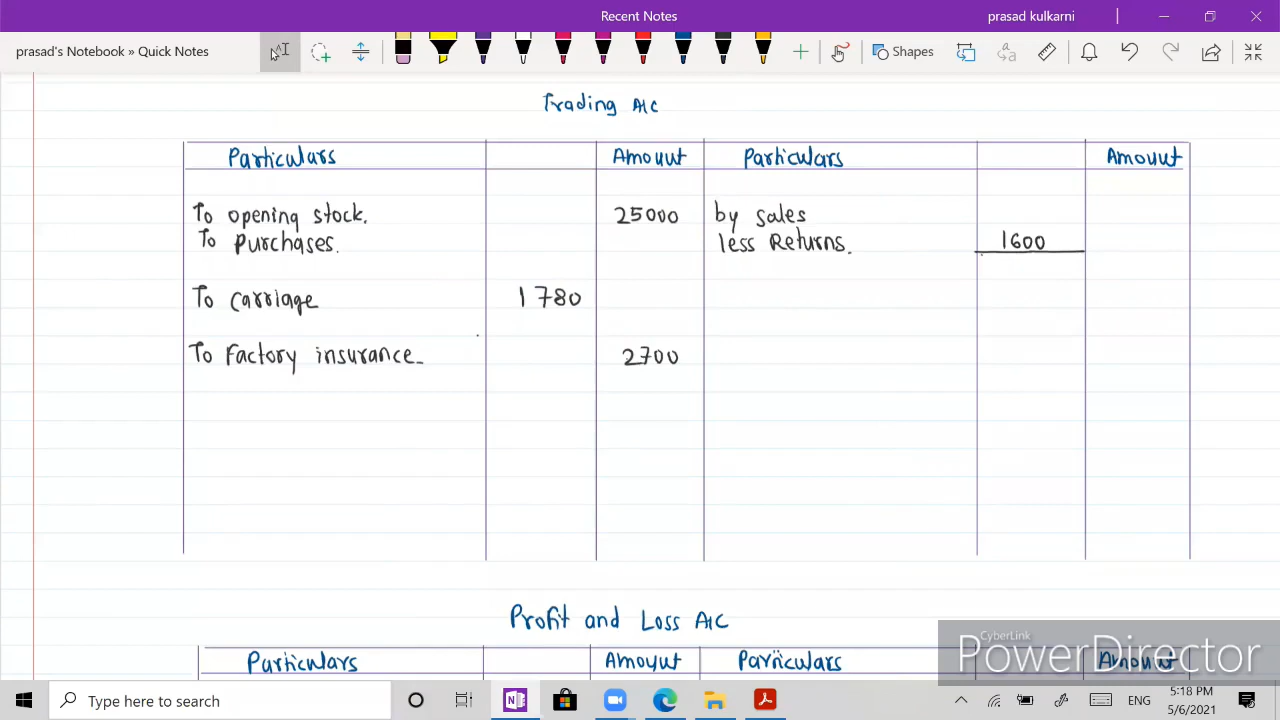 Recent Notes
prasad kulkarni
prasad's Notebook » Quick Notes
Shapes
Trading A/C
Particulars Amount Particulars Amount
To opening stock. 25000 by sales
To Purchases. less Returns. 1600
To Carriage 1780
To Factory insurance 2700
Profit and Loss A/C
Particulars Amount Particulars Amount
CyberLink
PowerDirector
Type here to search
ENG
5:18 PM
5/6/2021